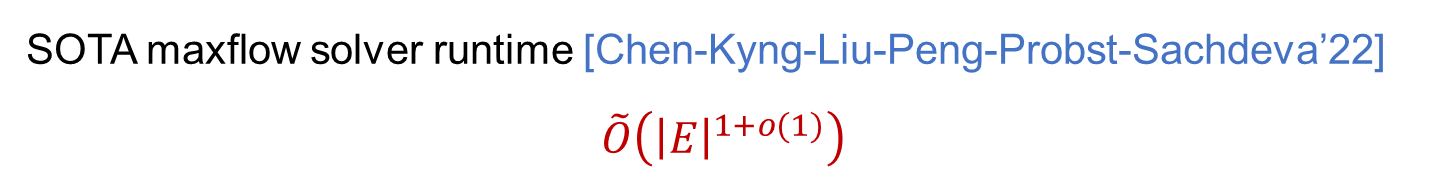 SOTA maxflow solver runtime [Chen-Kyng-Liu-Peng-Probst-Sachdeva’22]
Õ(|E|^{1+o(1)})